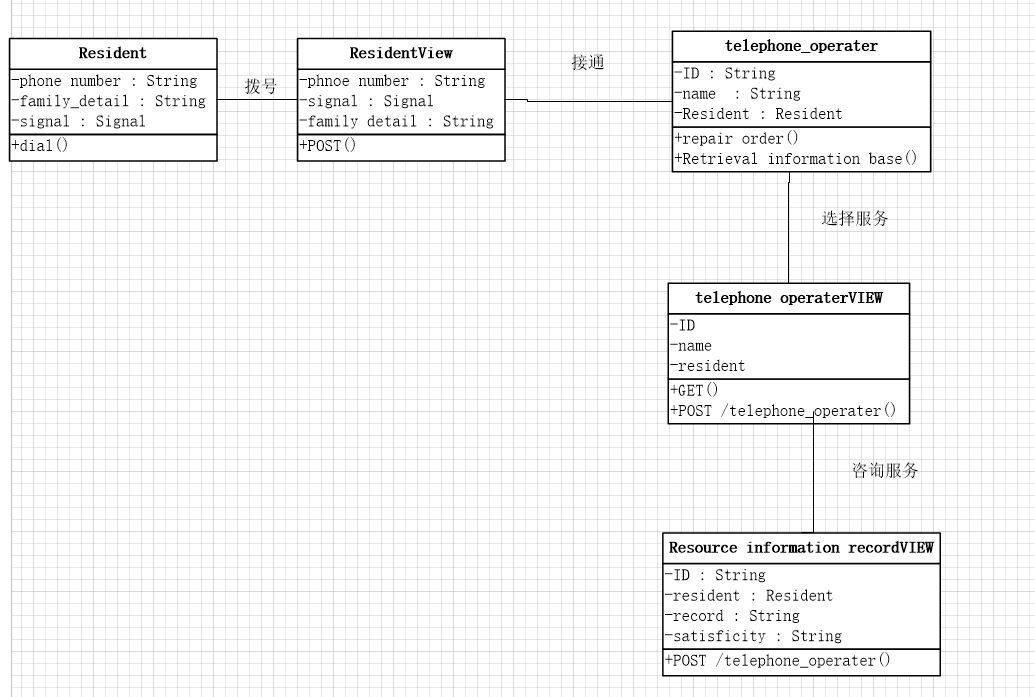 Resident
-phone number : String
-family_detail : String
-signal : Signal
+dial()
拨号
ResidentView
-phnoe number : String
-signal : Signal
-family detail : String
+POST()
接通
telephone_operater
-ID : String
-name : String
-Resident : Resident
+repair order()
+Retrieval information base()
选择服务
telephone operaterVIEW
-ID
-name
-resident
+GET()
+POST /telephone_operater()
咨询服务
Resource information recordVIEW
-ID : String
-resident : Resident
-record : String
-satisficity : String
+POST /telephone_operater()